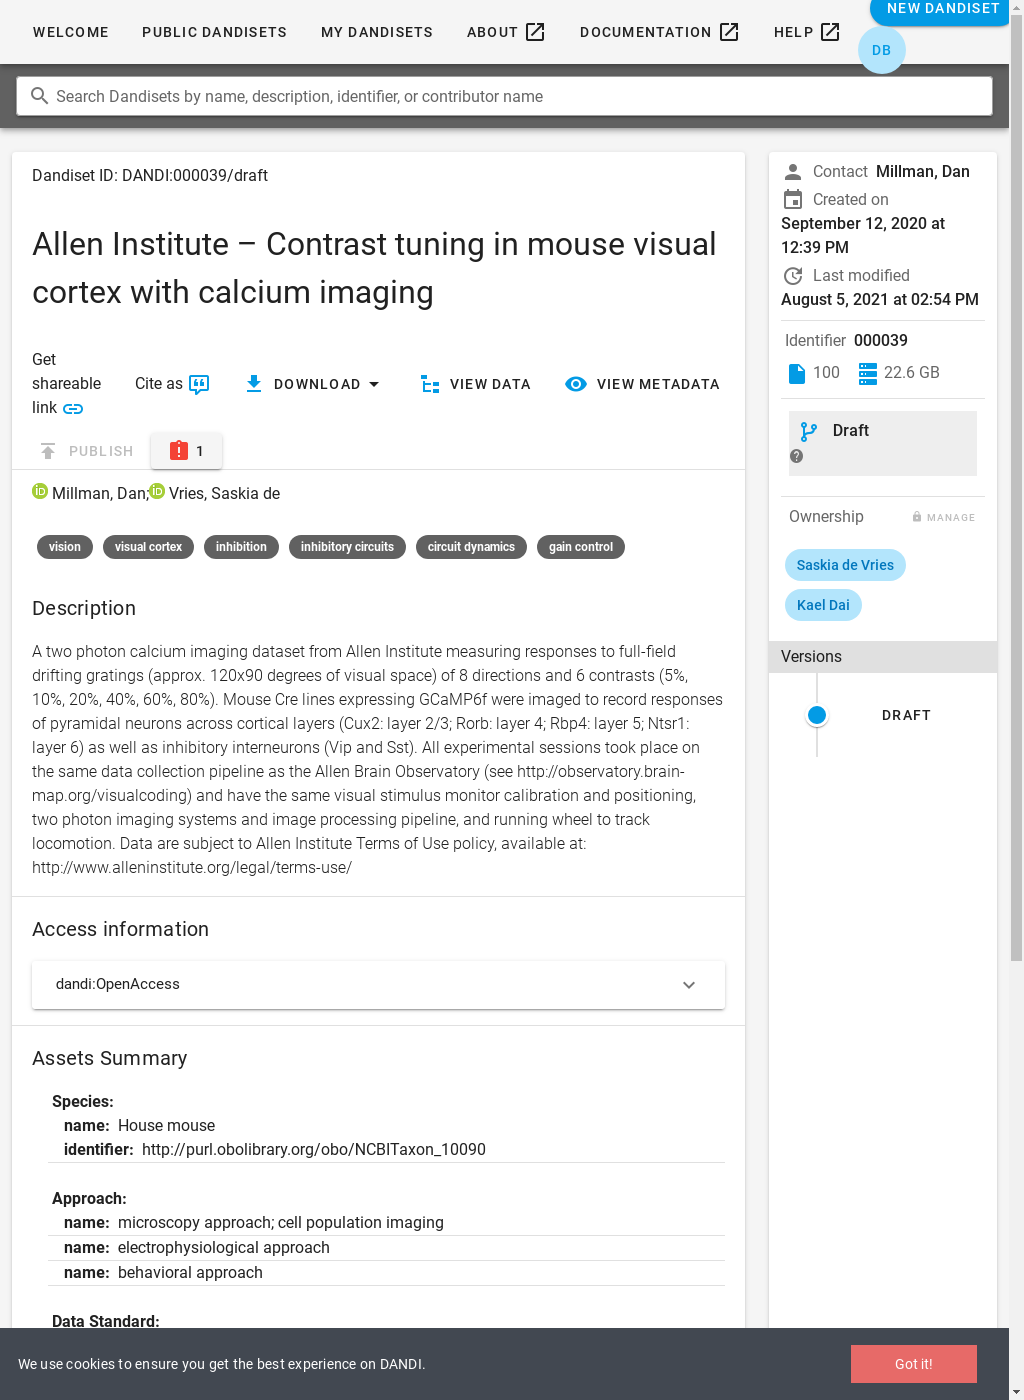 WELCOME PUBLIC DANDISETS MY DANDISETS ABOUT DOCUMENTATION HELP NEW DANDISET
DB
Search Dandisets by name, description, identifier, or contributor name
Dandiset ID: DANDI:000039/draft
Allen Institute – Contrast tuning in mouse visual
cortex with calcium imaging
Get
shareable
link
Cite as DOWNLOAD VIEW DATA VIEW METADATA
PUBLISH 1
iD Millman, Dan; iD Vries, Saskia de
vision visual cortex inhibition inhibitory circuits circuit dynamics gain control
Description
A two photon calcium imaging dataset from Allen Institute measuring responses to full-field
drifting gratings (approx. 120x90 degrees of visual space) of 8 directions and 6 contrasts (5%,
10%, 20%, 40%, 60%, 80%). Mouse Cre lines expressing GCaMP6f were imaged to record responses
of pyramidal neurons across cortical layers (Cux2: layer 2/3; Rorb: layer 4; Rbp4: layer 5; Ntsr1:
layer 6) as well as inhibitory interneurons (Vip and Sst). All experimental sessions took place on
the same data collection pipeline as the Allen Brain Observatory (see http://observatory.brain-
map.org/visualcoding) and have the same visual stimulus monitor calibration and positioning,
two photon imaging systems and image processing pipeline, and running wheel to track
locomotion. Data are subject to Allen Institute Terms of Use policy, available at:
http://www.alleninstitute.org/legal/terms-use/
Access information
dandi:OpenAccess
Assets Summary
Species:
name: House mouse
identifier: http://purl.obolibrary.org/obo/NCBITaxon_10090
Approach:
name: microscopy approach; cell population imaging
name: electrophysiological approach
name: behavioral approach
Data Standard:
Contact Millman, Dan
Created on
September 12, 2020 at
12:39 PM
Last modified
August 5, 2021 at 02:54 PM
Identifier 000039
100 22.6 GB
Draft
?
Ownership MANAGE
Saskia de Vries
Kael Dai
Versions
DRAFT
We use cookies to ensure you get the best experience on DANDI. Got it!